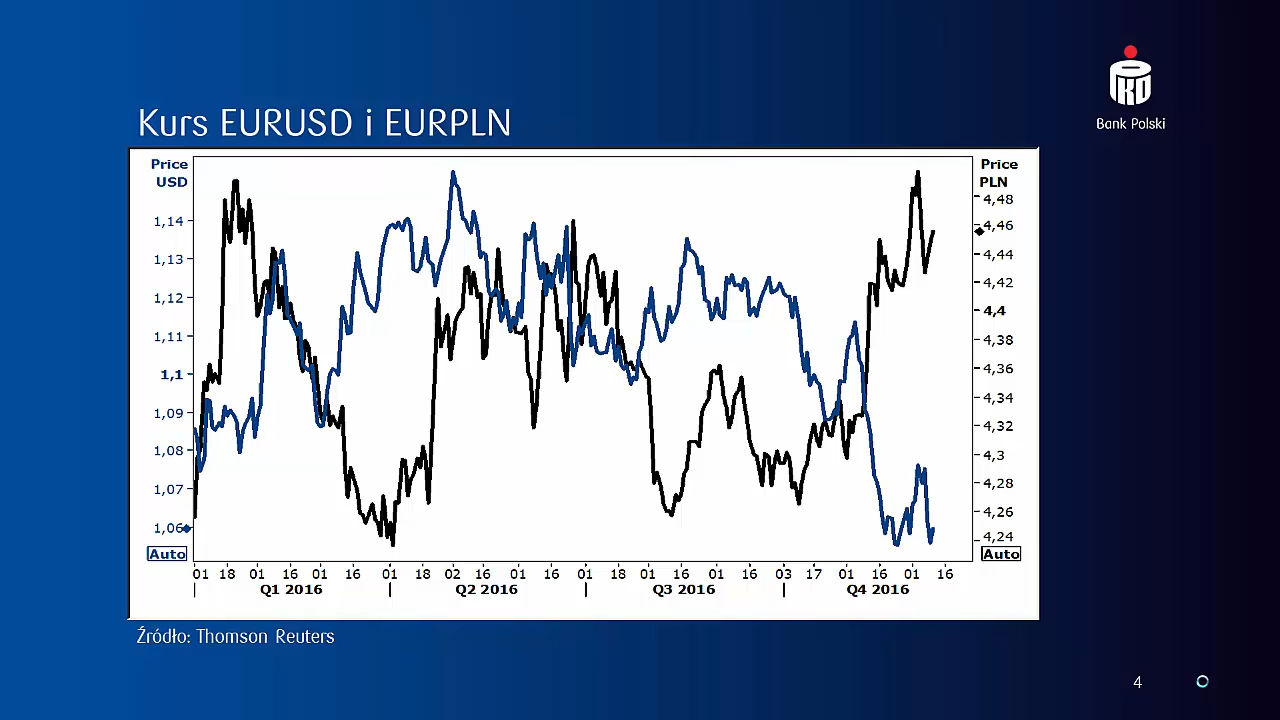 PKO
Bank Polski
Kurs EURUSD i EURPLN
Price
USD
1,14
1,13
1,12
1,11
1,1
1,09
1,08
1,07
1,06
Auto
Price
PLN
4,48
4,46
4,44
4,42
4,4
4,38
4,36
4,34
4,32
4,3
4,28
4,26
4,24
Auto
01 18 01 16 01 16 01 18 02 16 01 16 01 18 01 16 01 16 03 17 01 16 01 16
Q1 2016 Q2 2016 Q3 2016 Q4 2016
Źródło: Thomson Reuters
4